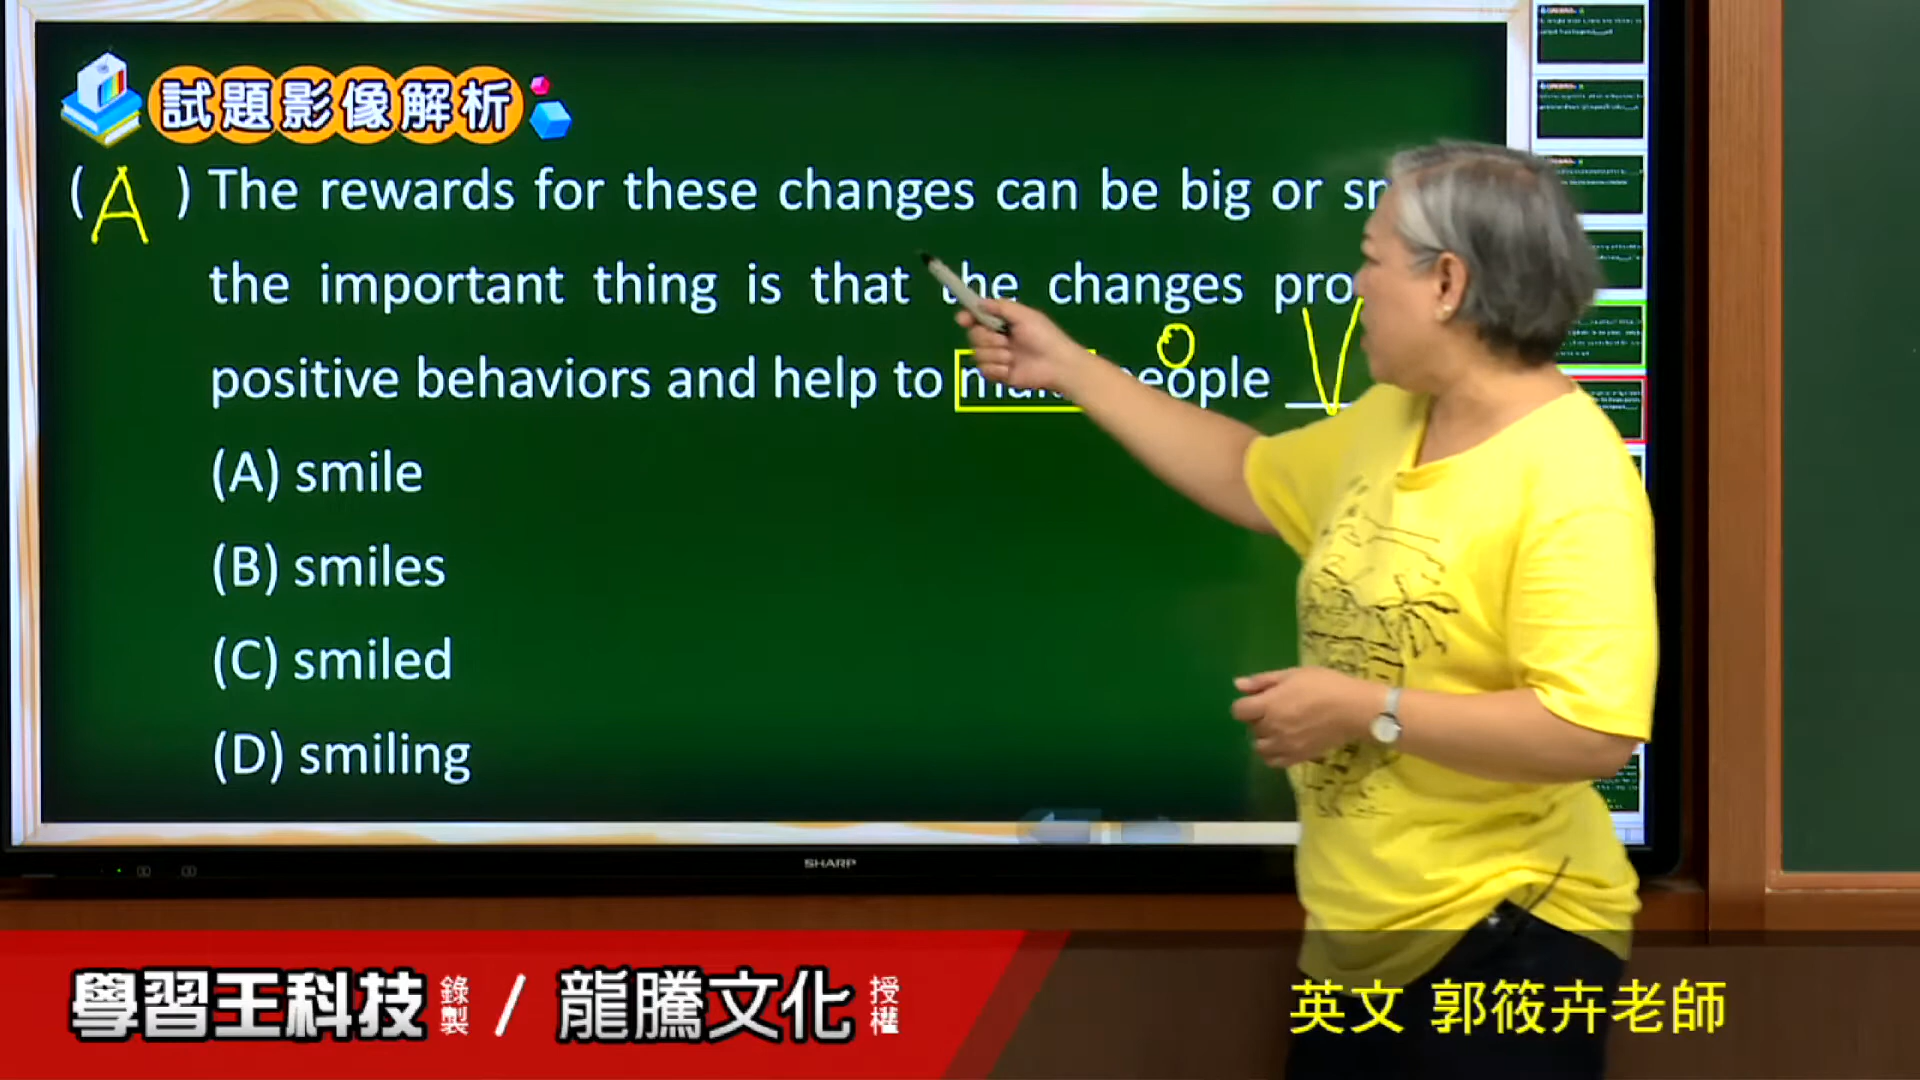 試題影像解析
( A ) The rewards for these changes can be big or
the important thing is that the changes
positive behaviors and help to people
(A) smile
(B) smiles
(C) smiled
(D) smiling
O
V
SHARP
學習王科技 錄製 / 龍騰文化 授權
英文 郭筱卉老師